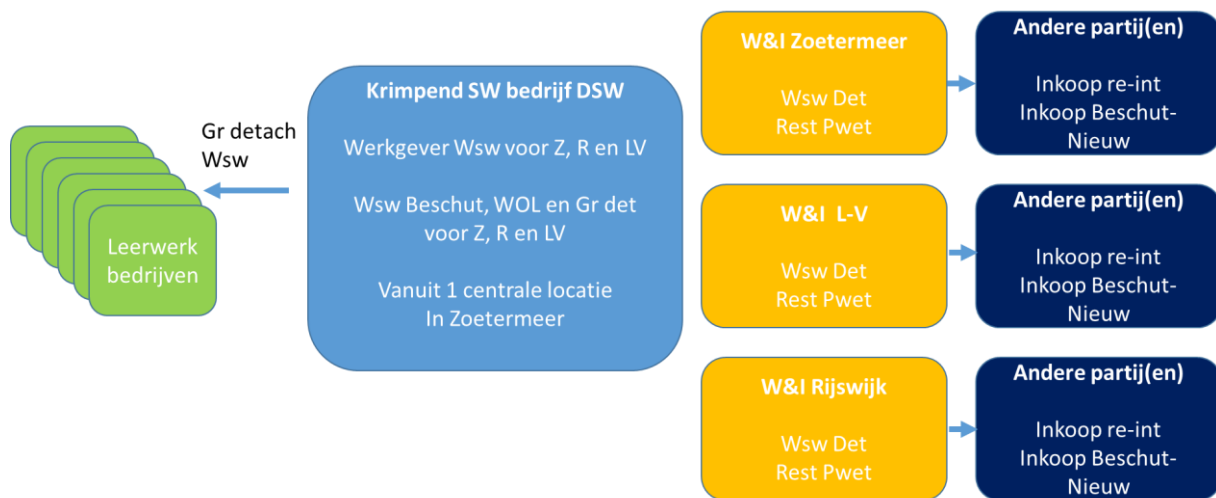 Gr detach
Wsw
Leerwerk
bedrijven
Krimpend SW bedrijf DSW
Werkgever Wsw voor Z, R en LV
Wsw Beschut, WOL en Gr det
voor Z, R en LV
Vanuit 1 centrale locatie
In Zoetermeer
W&I Zoetermeer
Wsw Det
Rest Pwet
Andere partij(en)
Inkoop re-int
Inkoop Beschut-
Nieuw
W&I  L-V
Wsw Det
Rest Pwet
Andere partij(en)
Inkoop re-int
Inkoop Beschut-
Nieuw
W&I Rijswijk
Wsw Det
Rest Pwet
Andere partij(en)
Inkoop re-int
Inkoop Beschut-
Nieuw